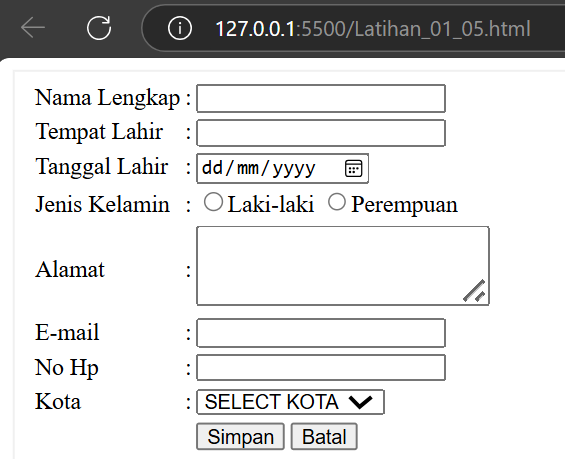 127.0.0.1:5500/Latihan_01_05.html
Nama Lengkap :
Tempat Lahir :
Tanggal Lahir : dd/mm/yyyy
Jenis Kelamin : Laki-laki Perempuan
Alamat :
E-mail :
No Hp :
Kota : SELECT KOTA
Simpan Batal